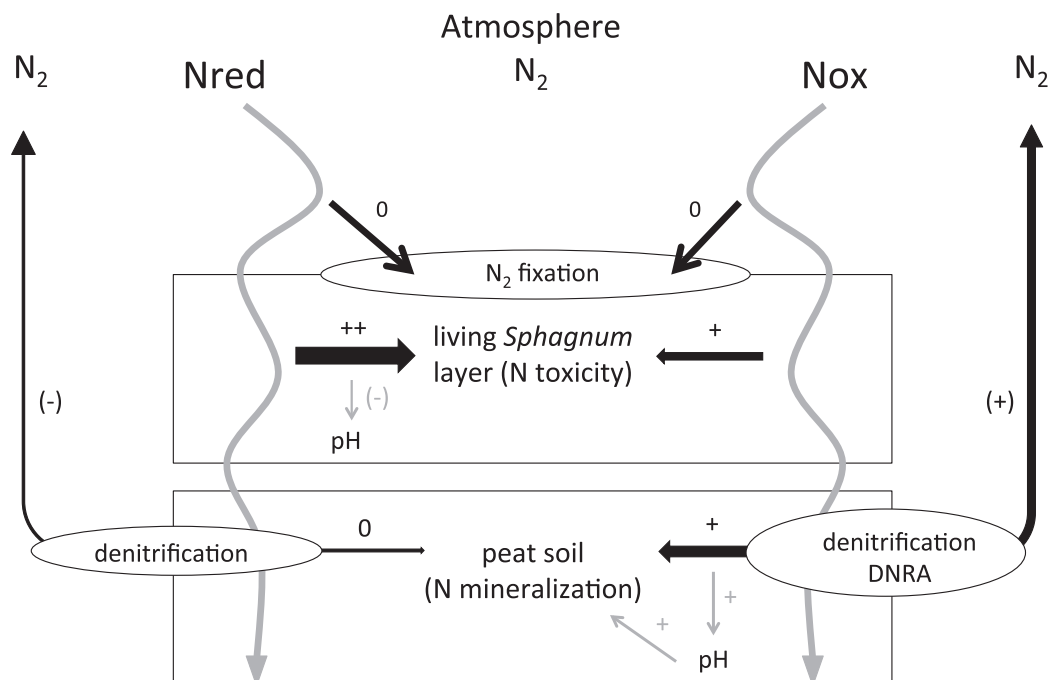 Atmosphere
N₂
Nred
N₂
Nox
N₂
0
0
N₂ fixation
++
living Sphagnum
layer (N toxicity)
+
(-)
(-)
(+)
pH
denitrification
0
peat soil
(N mineralization)
+
denitrification
DNRA
+
+
pH